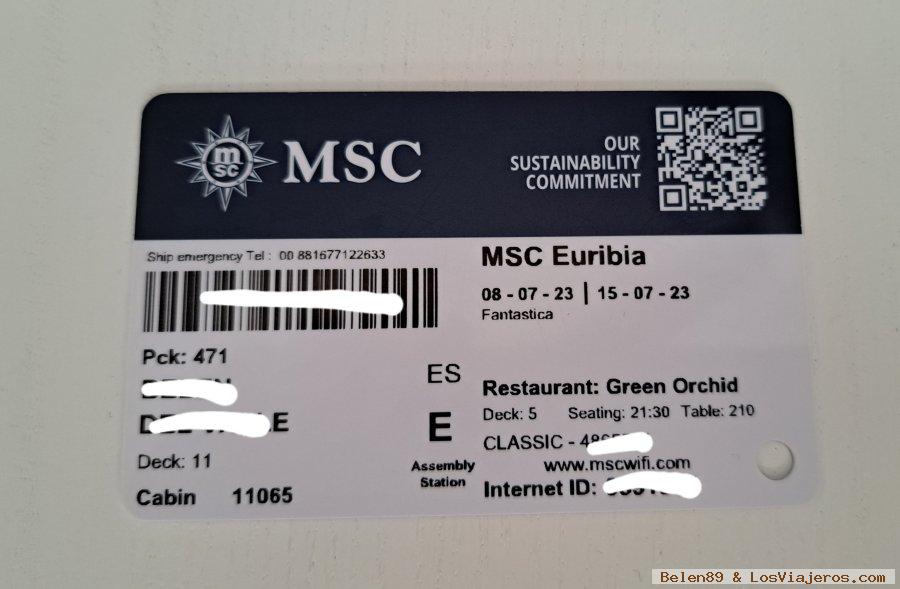 msc
MSC
OUR
SUSTAINABILITY
COMMITMENT
Ship emergency Tel : 00 881677122633
MSC Euribia
08 - 07 - 23 | 15 - 07 - 23
Fantastica
Pck: 471
ES
Restaurant: Green Orchid
Deck: 5 Seating: 21:30 Table: 210
E
CLASSIC -
Assembly
Station
www.mscwifi.com
Internet ID:
Deck: 11
Cabin 11065
Belen89 & LosViajeros.com